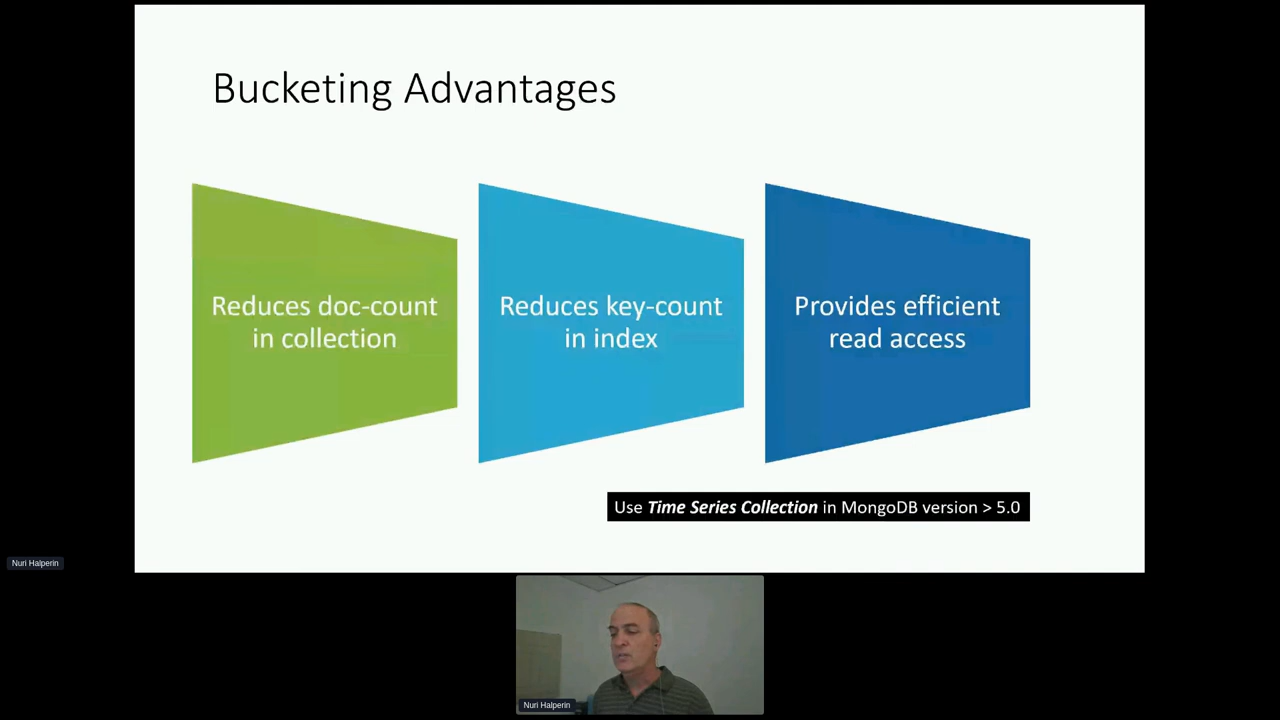 Bucketing Advantages
Reduces doc-count
in collection
Reduces key-count
in index
Provides efficient
read access
Use Time Series Collection in MongoDB version > 5.0
Nuri Halperin
Nuri Halperin